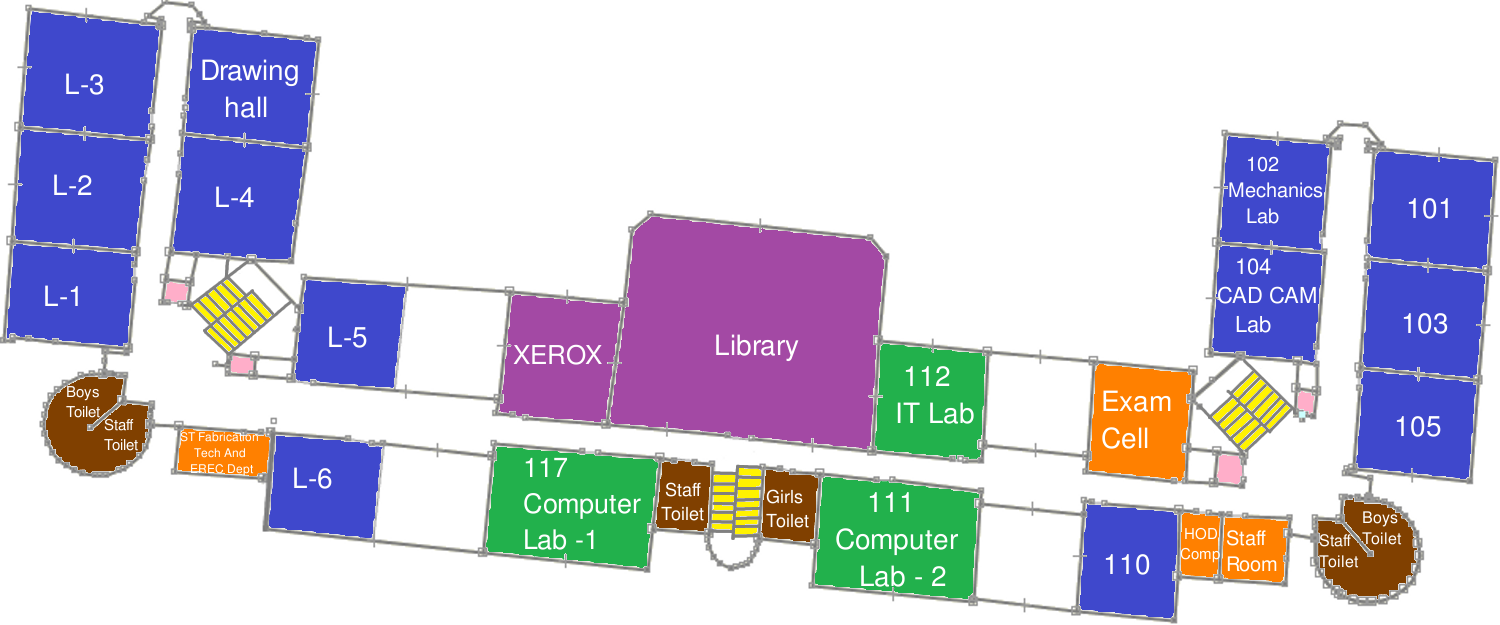 L-3
Drawing
hall
L-2
L-4
L-1
L-5
XEROX
Library
112
IT Lab
Exam
Cell
102
Mechanics
Lab
104
CAD CAM
Lab
101
103
105
Boys
Toilet
Staff
Toilet
ST Fabrication
Tech And
EREC Dept
L-6
117
Computer
Lab -1
Staff
Toilet
Girls
Toilet
111
Computer
Lab - 2
110
HOD
Comp
Staff
Room
Boys
Toilet
Staff
Toilet